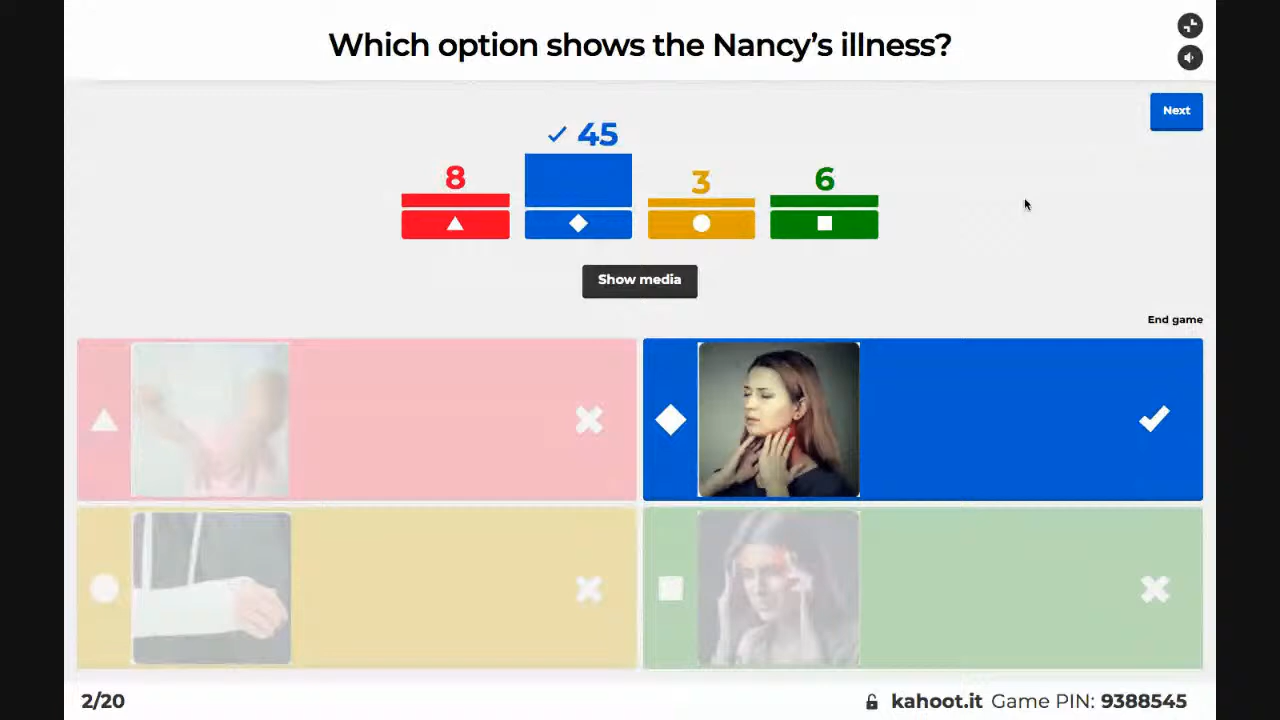 Which option shows the Nancy’s illness?
Next
45
8
3
6
Show media
End game
2/20
kahoot.it Game PIN: 9388545